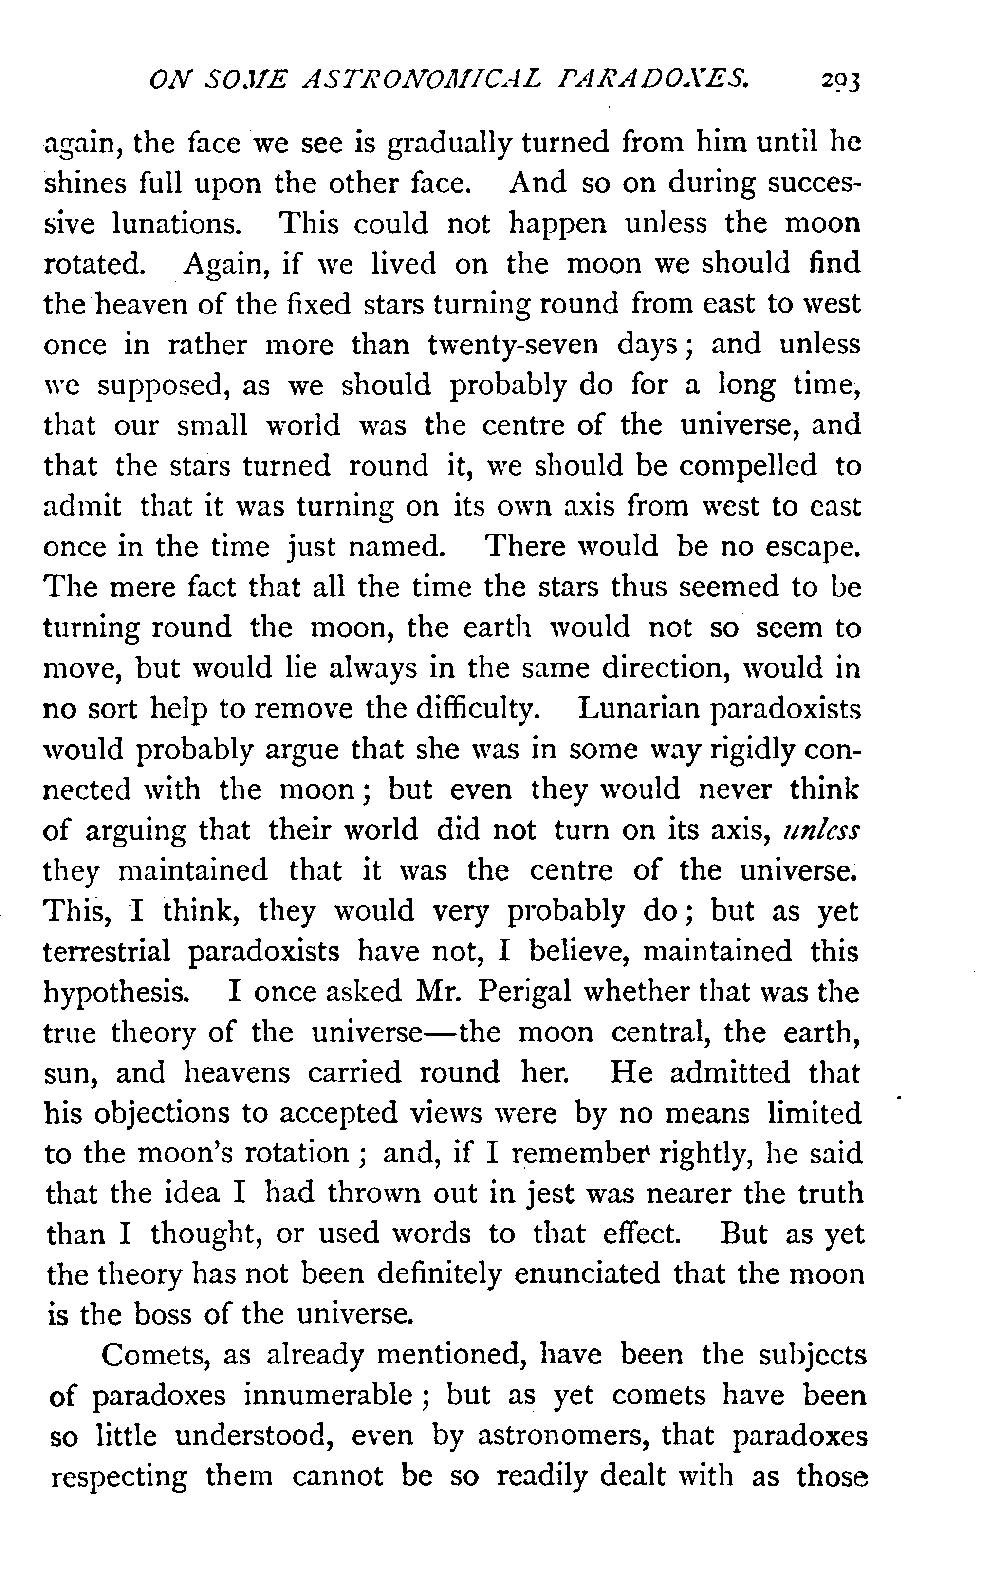 ON SOME ASTRONOMICAL PARADOXES. 293
again, the face we see is gradually turned from him until he
shines full upon the other face. And so on during succes-
sive lunations. This could not happen unless the moon
rotated. Again, if we lived on the moon we should find
the heaven of the fixed stars turning round from east to west
once in rather more than twenty-seven days; and unless
we supposed, as we should probably do for a long time,
that our small world was the centre of the universe, and
that the stars turned round it, we should be compelled to
admit that it was turning on its own axis from west to east
once in the time just named. There would be no escape.
The mere fact that all the time the stars thus seemed to be
turning round the moon, the earth would not so seem to
move, but would lie always in the same direction, would in
no sort help to remove the difficulty. Lunarian paradoxists
would probably argue that she was in some way rigidly con-
nected with the moon; but even they would never think
of arguing that their world did not turn on its axis, unless
they maintained that it was the centre of the universe.
This, I think, they would very probably do; but as yet
terrestrial paradoxists have not, I believe, maintained this
hypothesis. I once asked Mr. Perigal whether that was the
true theory of the universe—the moon central, the earth,
sun, and heavens carried round her. He admitted that
his objections to accepted views were by no means limited
to the moon's rotation; and, if I remember rightly, he said
that the idea I had thrown out in jest was nearer the truth
than I thought, or used words to that effect. But as yet
the theory has not been definitely enunciated that the moon
is the boss of the universe.
Comets, as already mentioned, have been the subjects
of paradoxes innumerable; but as yet comets have been
so little understood, even by astronomers, that paradoxes
respecting them cannot be so readily dealt with as those